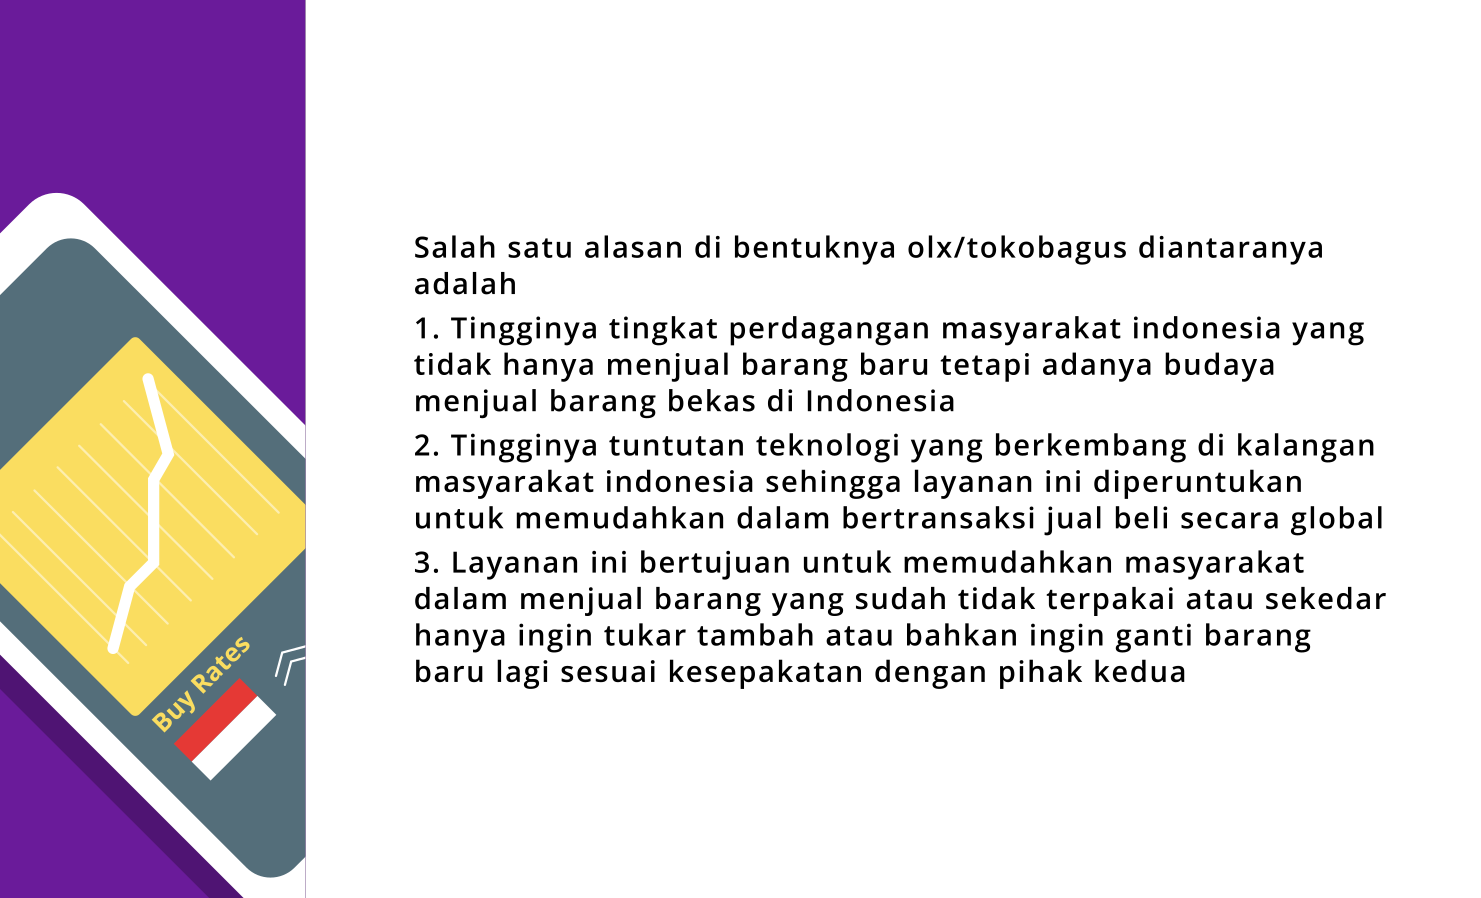 Salah satu alasan di bentuknya olx/tokobagus diantaranya
adalah
1. Tingginya tingkat perdagangan masyarakat indonesia yang
tidak hanya menjual barang baru tetapi adanya budaya
menjual barang bekas di Indonesia
2. Tingginya tuntutan teknologi yang berkembang di kalangan
masyarakat indonesia sehingga layanan ini diperuntukan
untuk memudahkan dalam bertransaksi jual beli secara global
3. Layanan ini bertujuan untuk memudahkan masyarakat
dalam menjual barang yang sudah tidak terpakai atau sekedar
hanya ingin tukar tambah atau bahkan ingin ganti barang
baru lagi sesuai kesepakatan dengan pihak kedua
Buy Rates